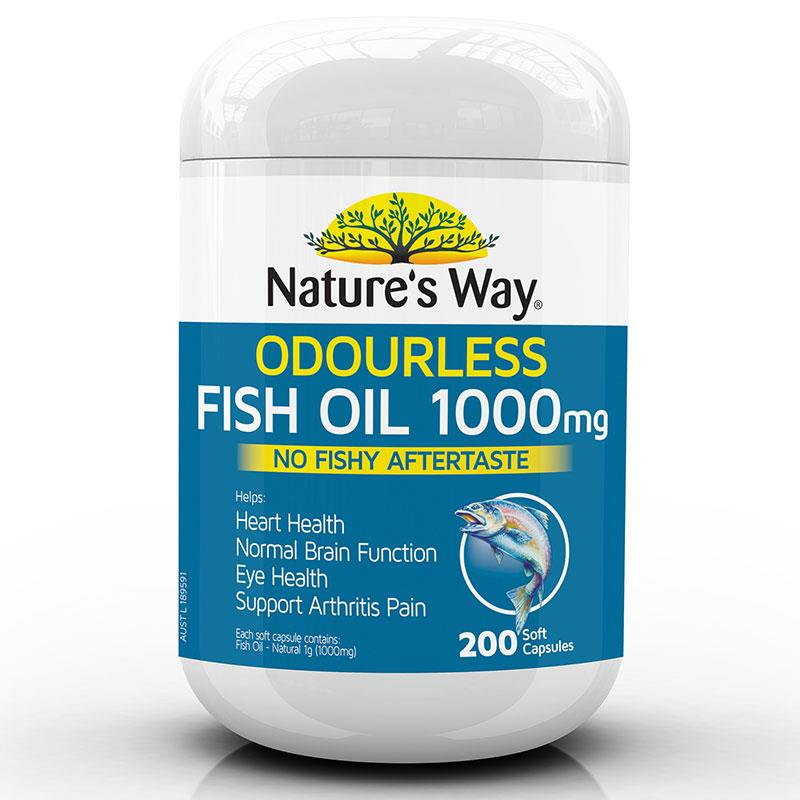 Nature's Way®
ODOURLESS
FISH OIL 1000mg
NO FISHY AFTERTASTE
Helps:
Heart Health
Normal Brain Function
Eye Health
Support Arthritis Pain
Each soft capsule contains:
Fish Oil - Natural 1g (1000mg)
200 Soft
Capsules
AUST L 189591